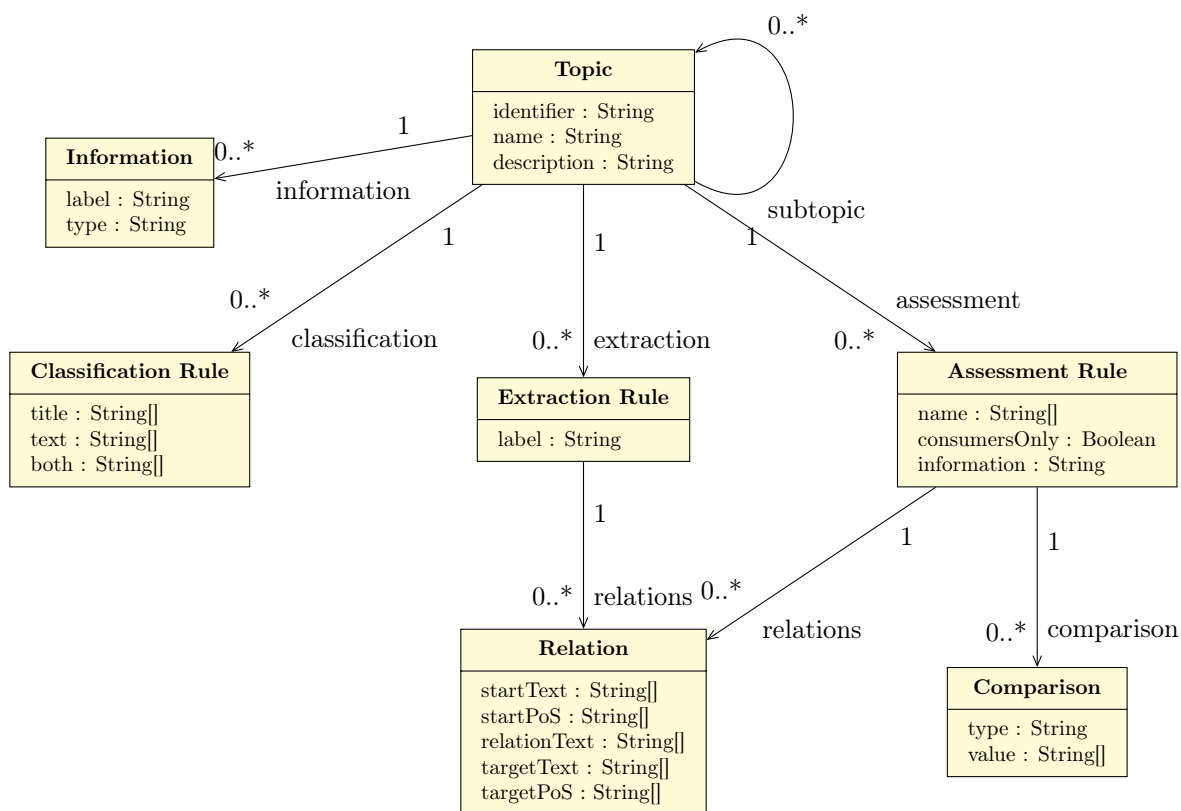 0..*
Topic
identifier : String
name : String
description : String
1
0..*
information
Information
label : String
type : String
subtopic
1
1
1
0..*
classification
0..*
extraction
assessment
0..*
Classification Rule
title : String[]
text : String[]
both : String[]
Extraction Rule
label : String
Assessment Rule
name : String[]
consumersOnly : Boolean
information : String
1
1
1
0..*
relations
0..*
relations
0..*
comparison
Relation
startText : String[]
startPoS : String[]
relationText : String[]
targetText : String[]
targetPoS : String[]
Comparison
type : String
value : String[]